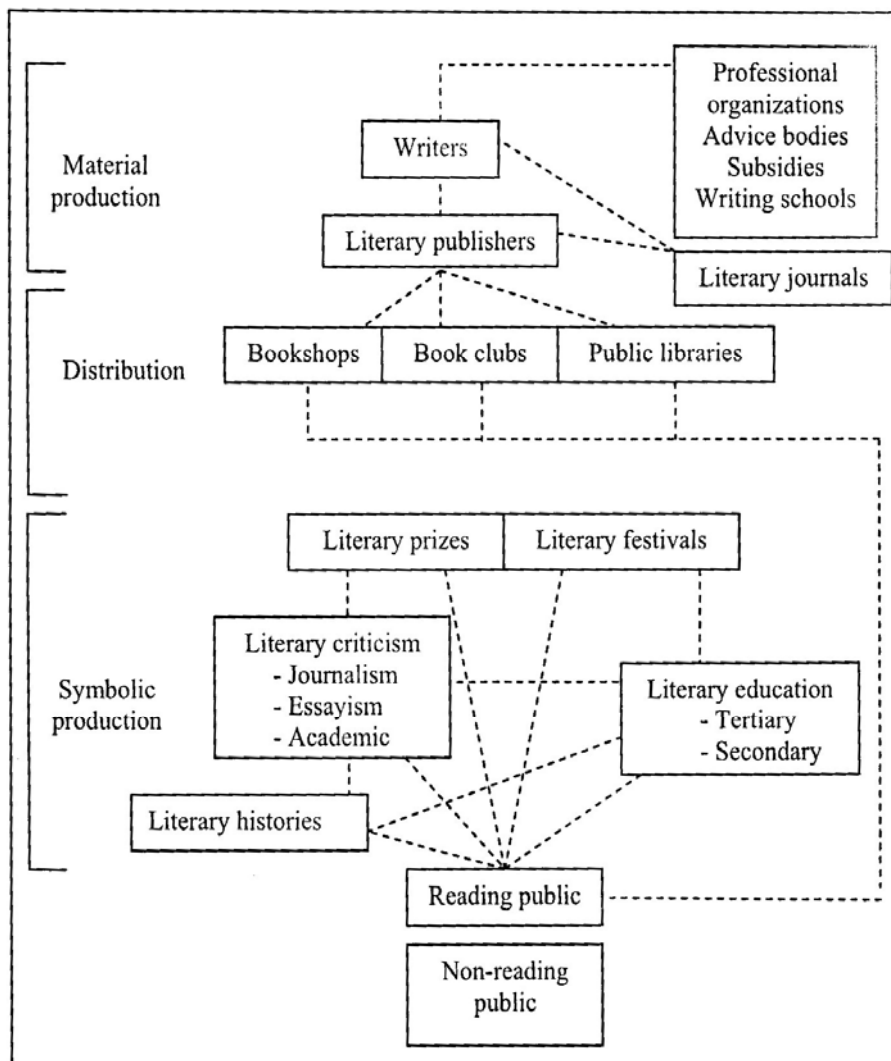 Professional
organizations
Advice bodies
Subsidies
Writing schools
Writers
Material
production
Literary publishers
Literary journals
Distribution
Bookshops
Book clubs
Public libraries
Literary prizes
Literary festivals
Symbolic
production
Literary criticism
- Journalism
- Essayism
- Academic
Literary education
- Tertiary
- Secondary
Literary histories
Reading public
Non-reading
public